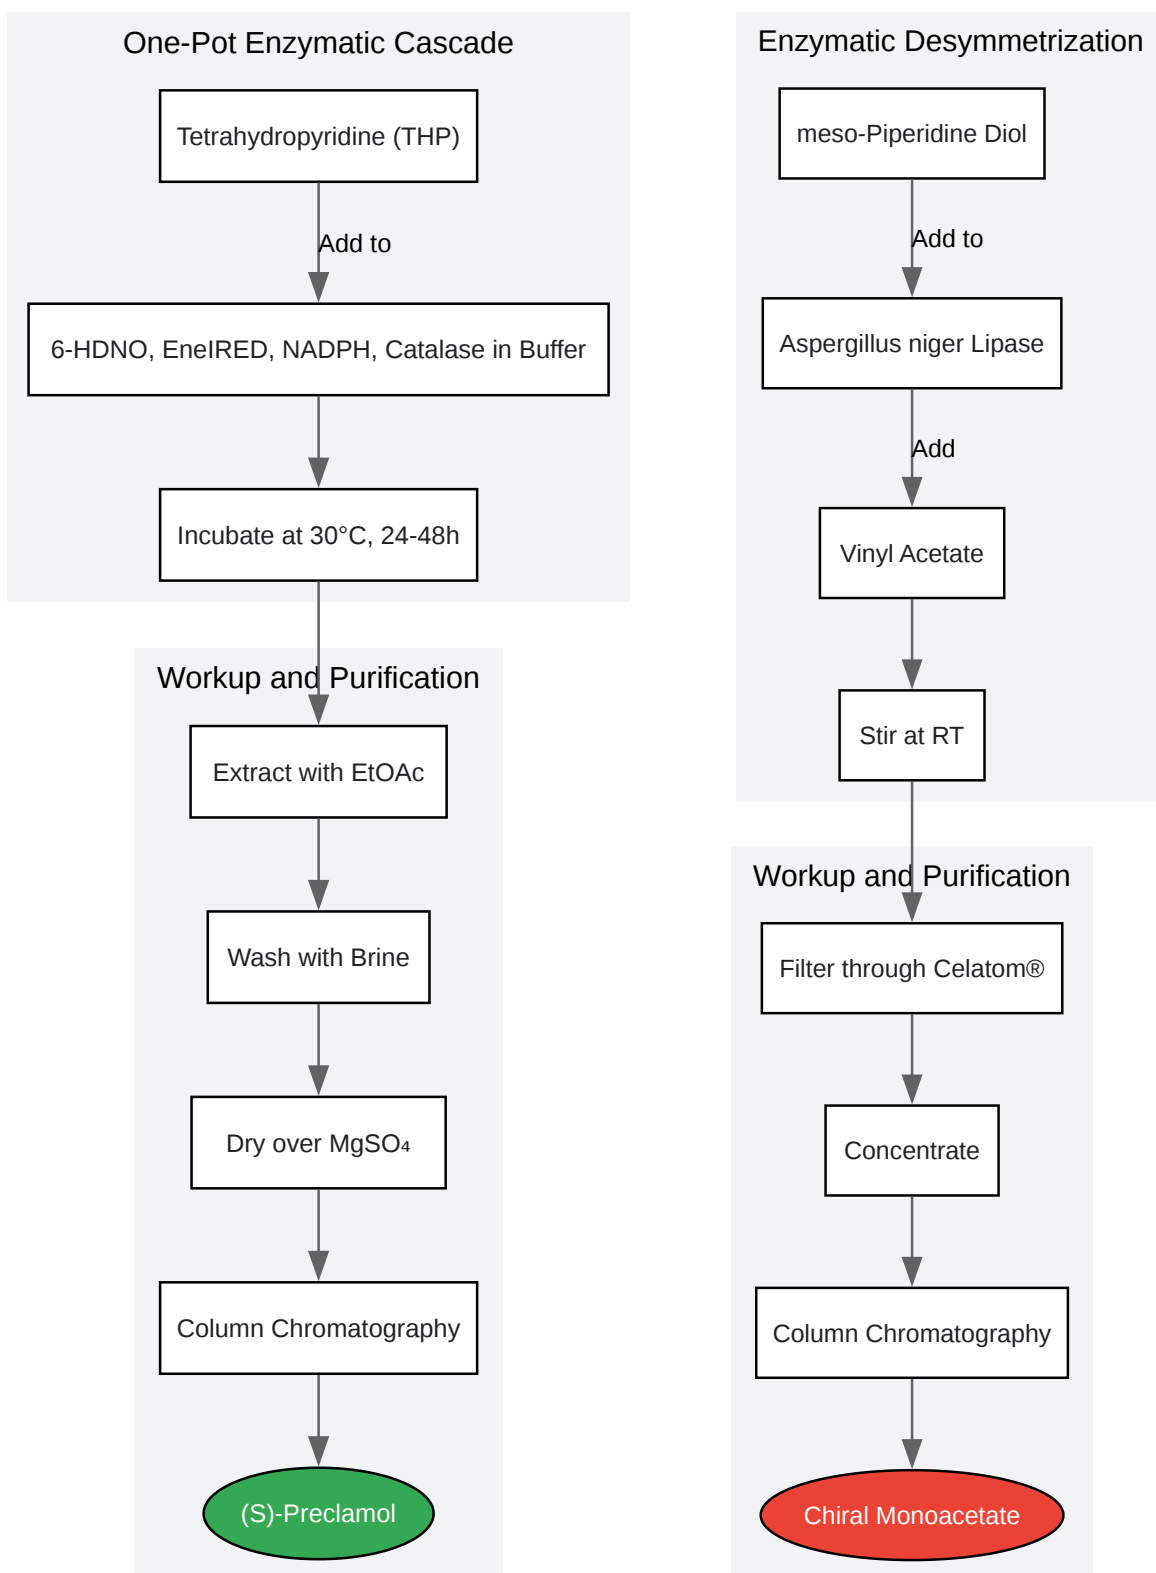 One-Pot Enzymatic Cascade
Tetrahydropyridine (THP)
Add to
6-HDNO, EneIRED, NADPH, Catalase in Buffer
Incubate at 30°C, 24-48h
Workup and Purification
Extract with EtOAc
Wash with Brine
Dry over MgSO₄
Column Chromatography
(S)-Preclamol
Enzymatic Desymmetrization
meso-Piperidine Diol
Add to
Aspergillus niger Lipase
Add
Vinyl Acetate
Stir at RT
Workup and Purification
Filter through Celatom®
Concentrate
Column Chromatography
Chiral Monoacetate